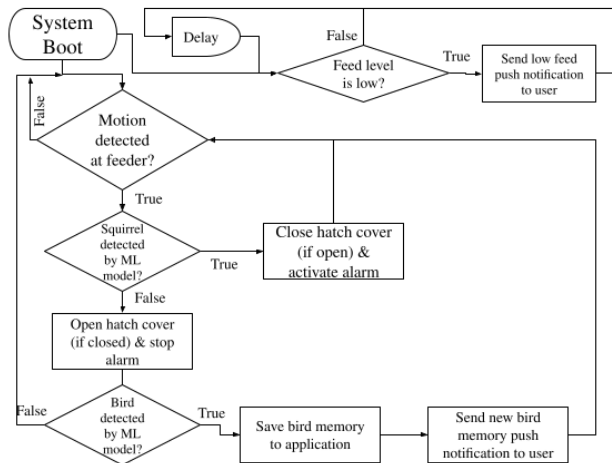 System
Boot
Delay
False
Feed level
is low?
True
Send low feed
push notification
to user
False
Motion
detected
at feeder?
True
Squirrel
detected
by ML
model?
True
Close hatch cover
(if open) &
activate alarm
False
Open hatch cover
(if closed) & stop
alarm
False
Bird
detected
by ML
model?
True
Save bird memory
to application
Send new bird
memory push
notification to user